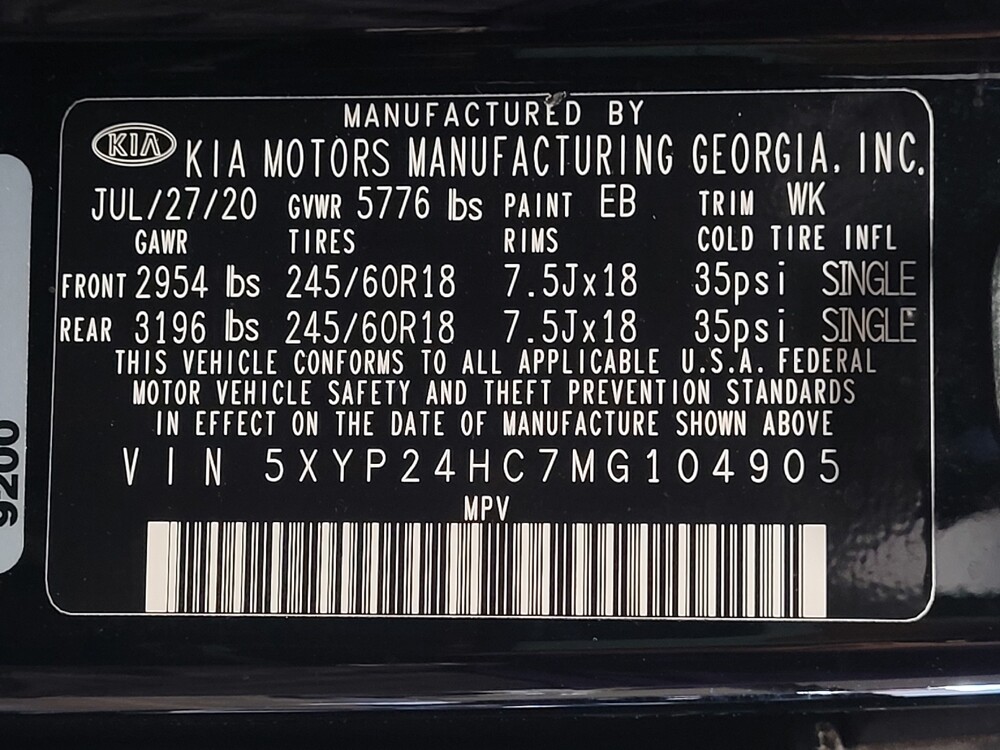 MANUFACTURED BY
KIA KIA MOTORS MANUFACTURING GEORGIA, INC.
JUL/27/20 GVWR 5776 lbs PAINT EB TRIM WK
GAWR TIRES RIMS COLD TIRE INFL
FRONT 2954 lbs 245/60R18 7.5Jx18 35psi SINGLE
REAR 3196 lbs 245/60R18 7.5Jx18 35psi SINGLE
THIS VEHICLE CONFORMS TO ALL APPLICABLE U.S.A. FEDERAL
MOTOR VEHICLE SAFETY AND THEFT PREVENTION STANDARDS
IN EFFECT ON THE DATE OF MANUFACTURE SHOWN ABOVE
VIN 5XYP24HC7MG104905
MPV
9200